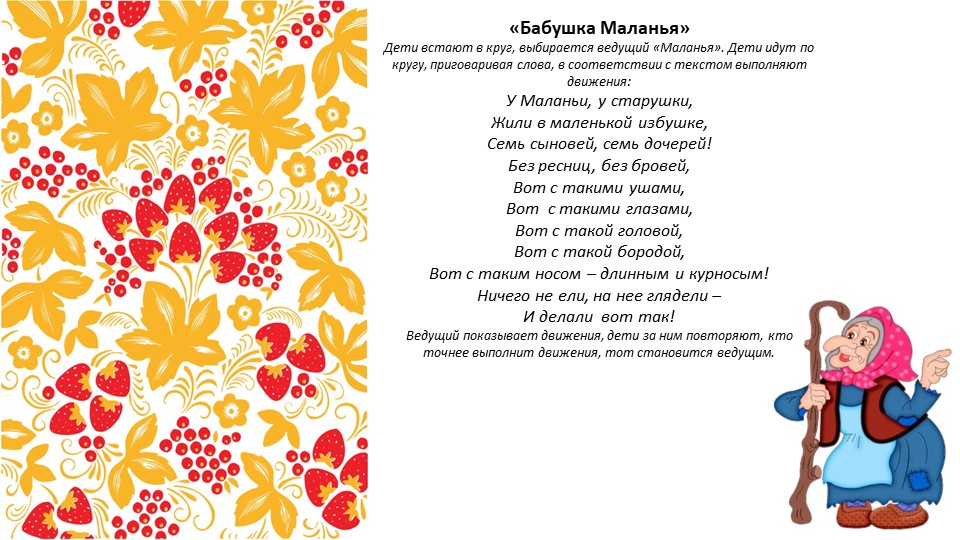 «Бабушка Маланья»
Дети встают в круг, выбирается ведущий «Маланья». Дети идут по
кругу, приговаривая слова, в соответствии с текстом выполняют
движения:
У Маланьи, у старушки,
Жили в маленькой избушке,
Семь сыновей, семь дочерей!
Без ресниц, без бровей,
Вот с такими ушами,
Вот с такими глазами,
Вот с такой головой,
Вот с такой бородой,
Вот с таким носом – длинным и курносым!
Ничего не ели, на нее глядели –
И делали вот так!
Ведущий показывает движения, дети за ним повторяют, кто
точнее выполнит движения, тот становится ведущим.